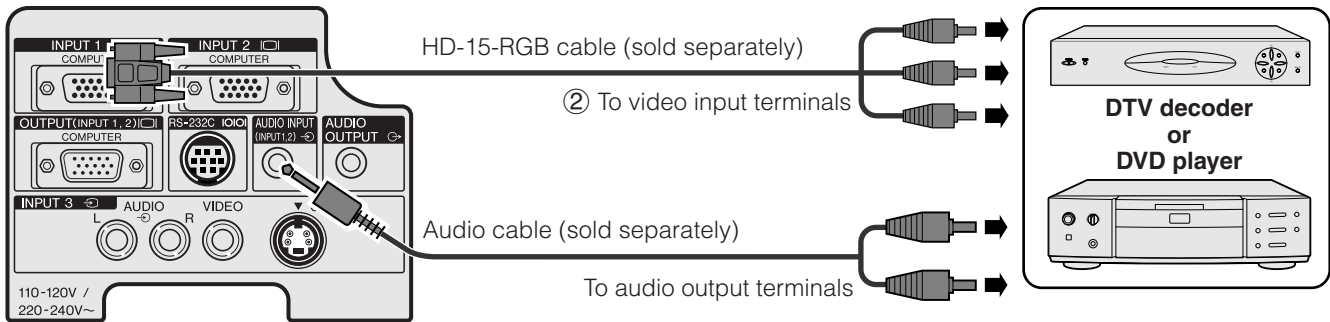 INPUT 1
INPUT 2
COMPUTER
HD-15-RGB cable (sold separately)
② To video input terminals
OUTPUT(INPUT 1, 2)
COMPUTER
RS-232C IOIOI
AUDIO INPUT
(INPUT1,2)
AUDIO
OUTPUT
INPUT 3
L
AUDIO
R
VIDEO
Audio cable (sold separately)
To audio output terminals
110-120V /
220-240V~
DTV decoder
or
DVD player